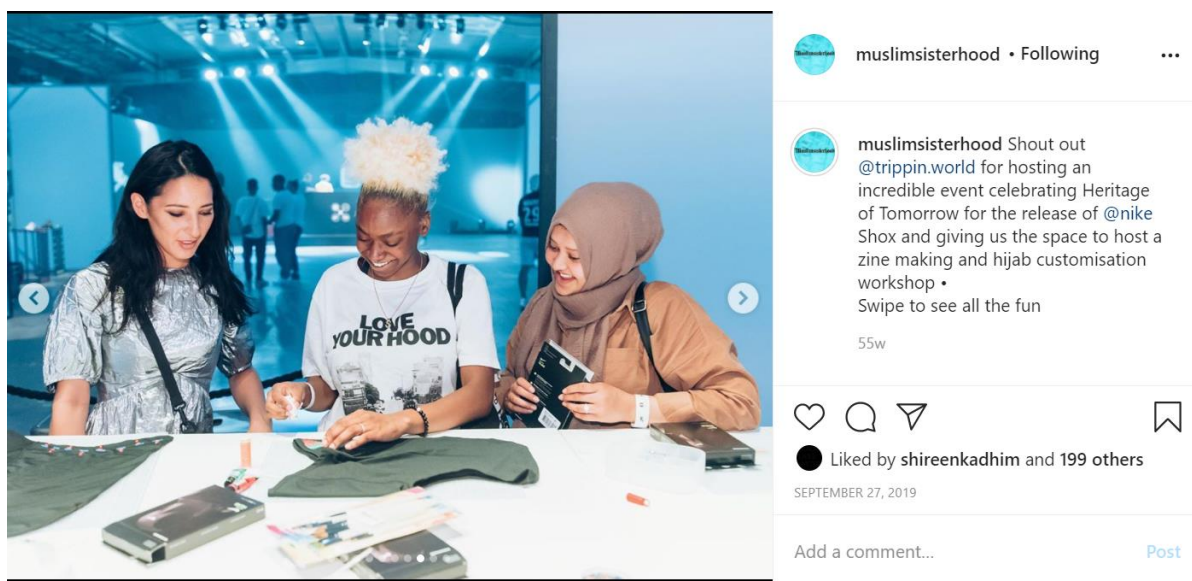 LOVE
YOUR HOOD
muslimsisterhood • Following
muslimsisterhood Shout out
@trippin.world for hosting an
incredible event celebrating Heritage
of Tomorrow for the release of @nike
Shox and giving us the space to host a
zine making and hijab customisation
workshop •
Swipe to see all the fun
55w
Liked by shireenkadhim and 199 others
SEPTEMBER 27, 2019
Add a comment...
Post